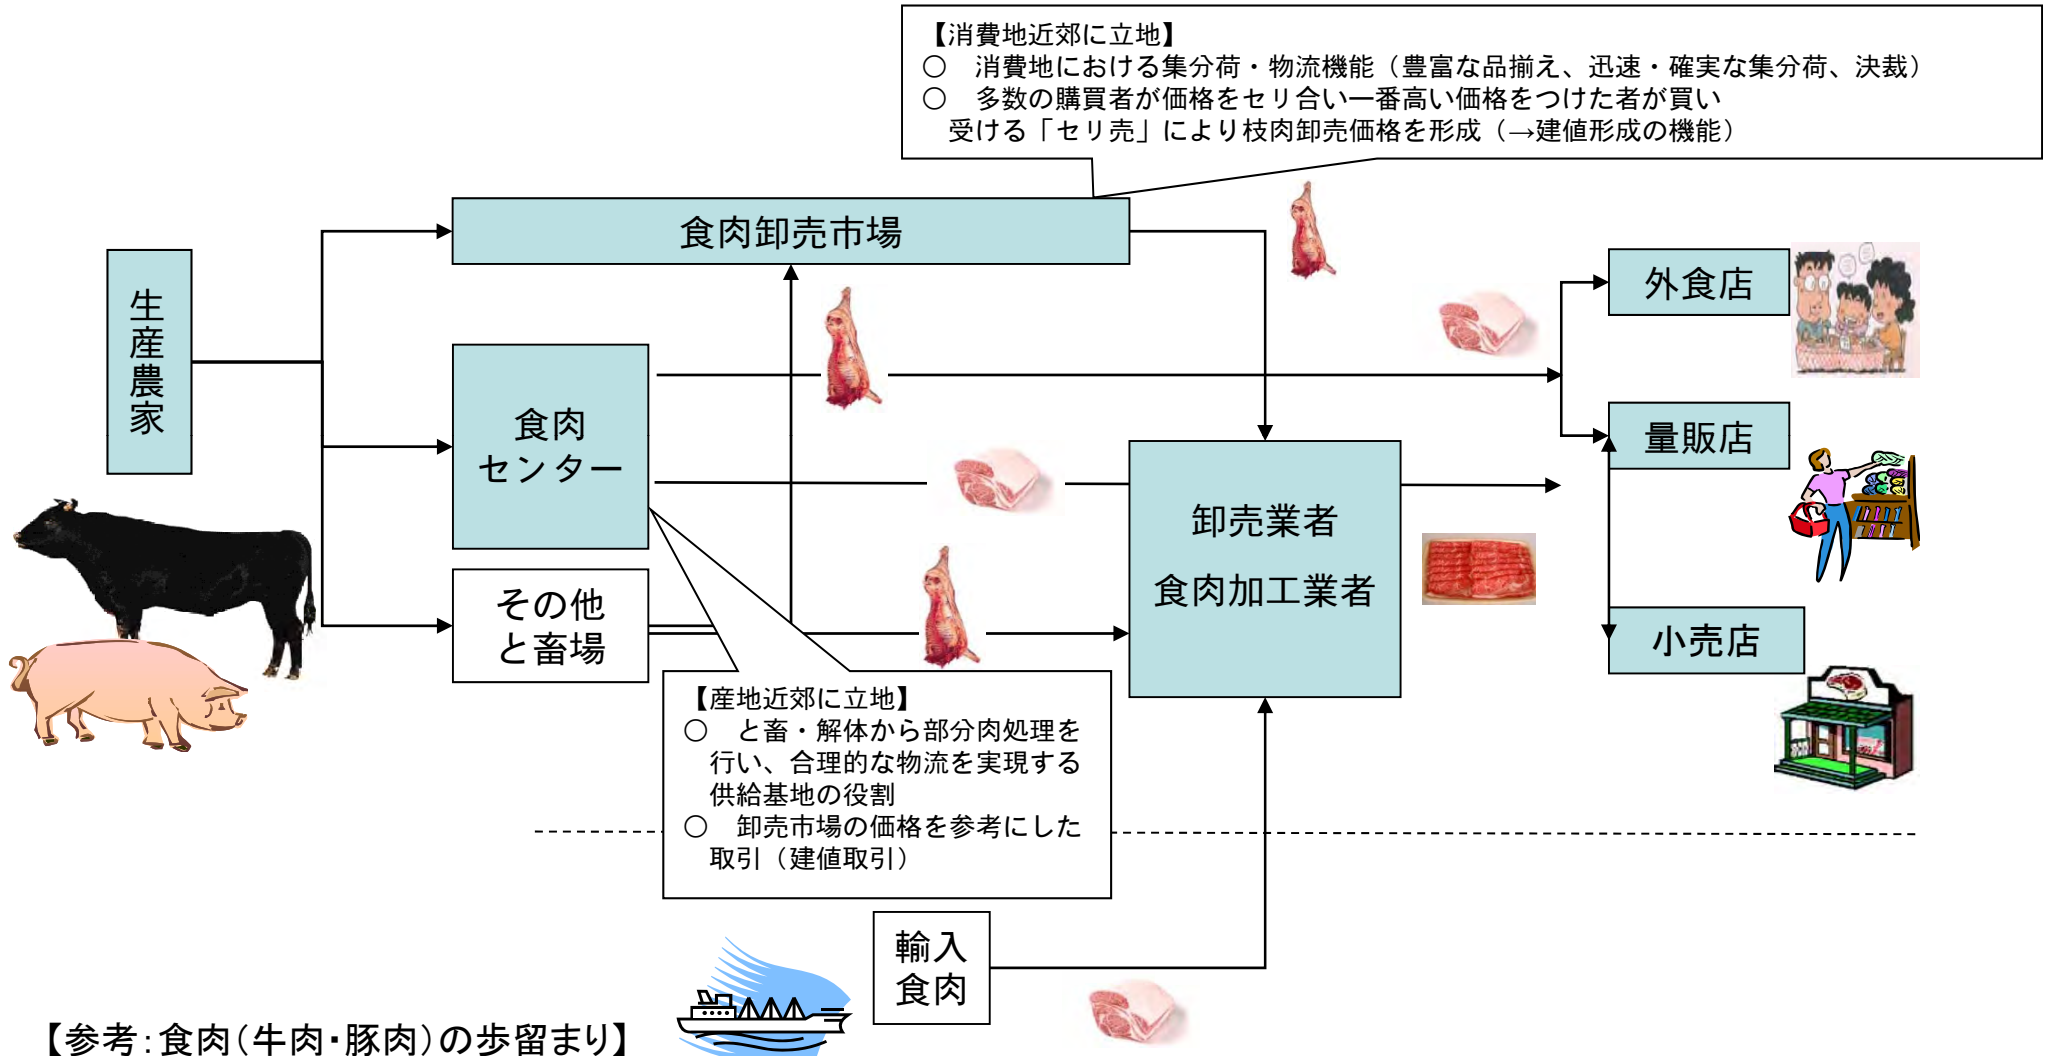 【消費地近郊に立地】
○　消費地における集分荷・物流機能（豊富な品揃え、迅速・確実な集分荷、決裁）
○　多数の購買者が価格をセリ合い一番高い価格をつけた者が買い
受ける「セリ売」により枝肉卸売価格を形成（→建値形成の機能）
食肉卸売市場
生産農家
外食店
食肉
センター
量販店
卸売業者
食肉加工業者
その他
と畜場
小売店
【産地近郊に立地】
○　と畜・解体から部分肉処理を
行い、合理的な物流を実現する
供給基地の役割
○　卸売市場の価格を参考にした
取引（建値取引）
輸入
食肉
【参考：食肉（牛肉・豚肉）の歩留まり】